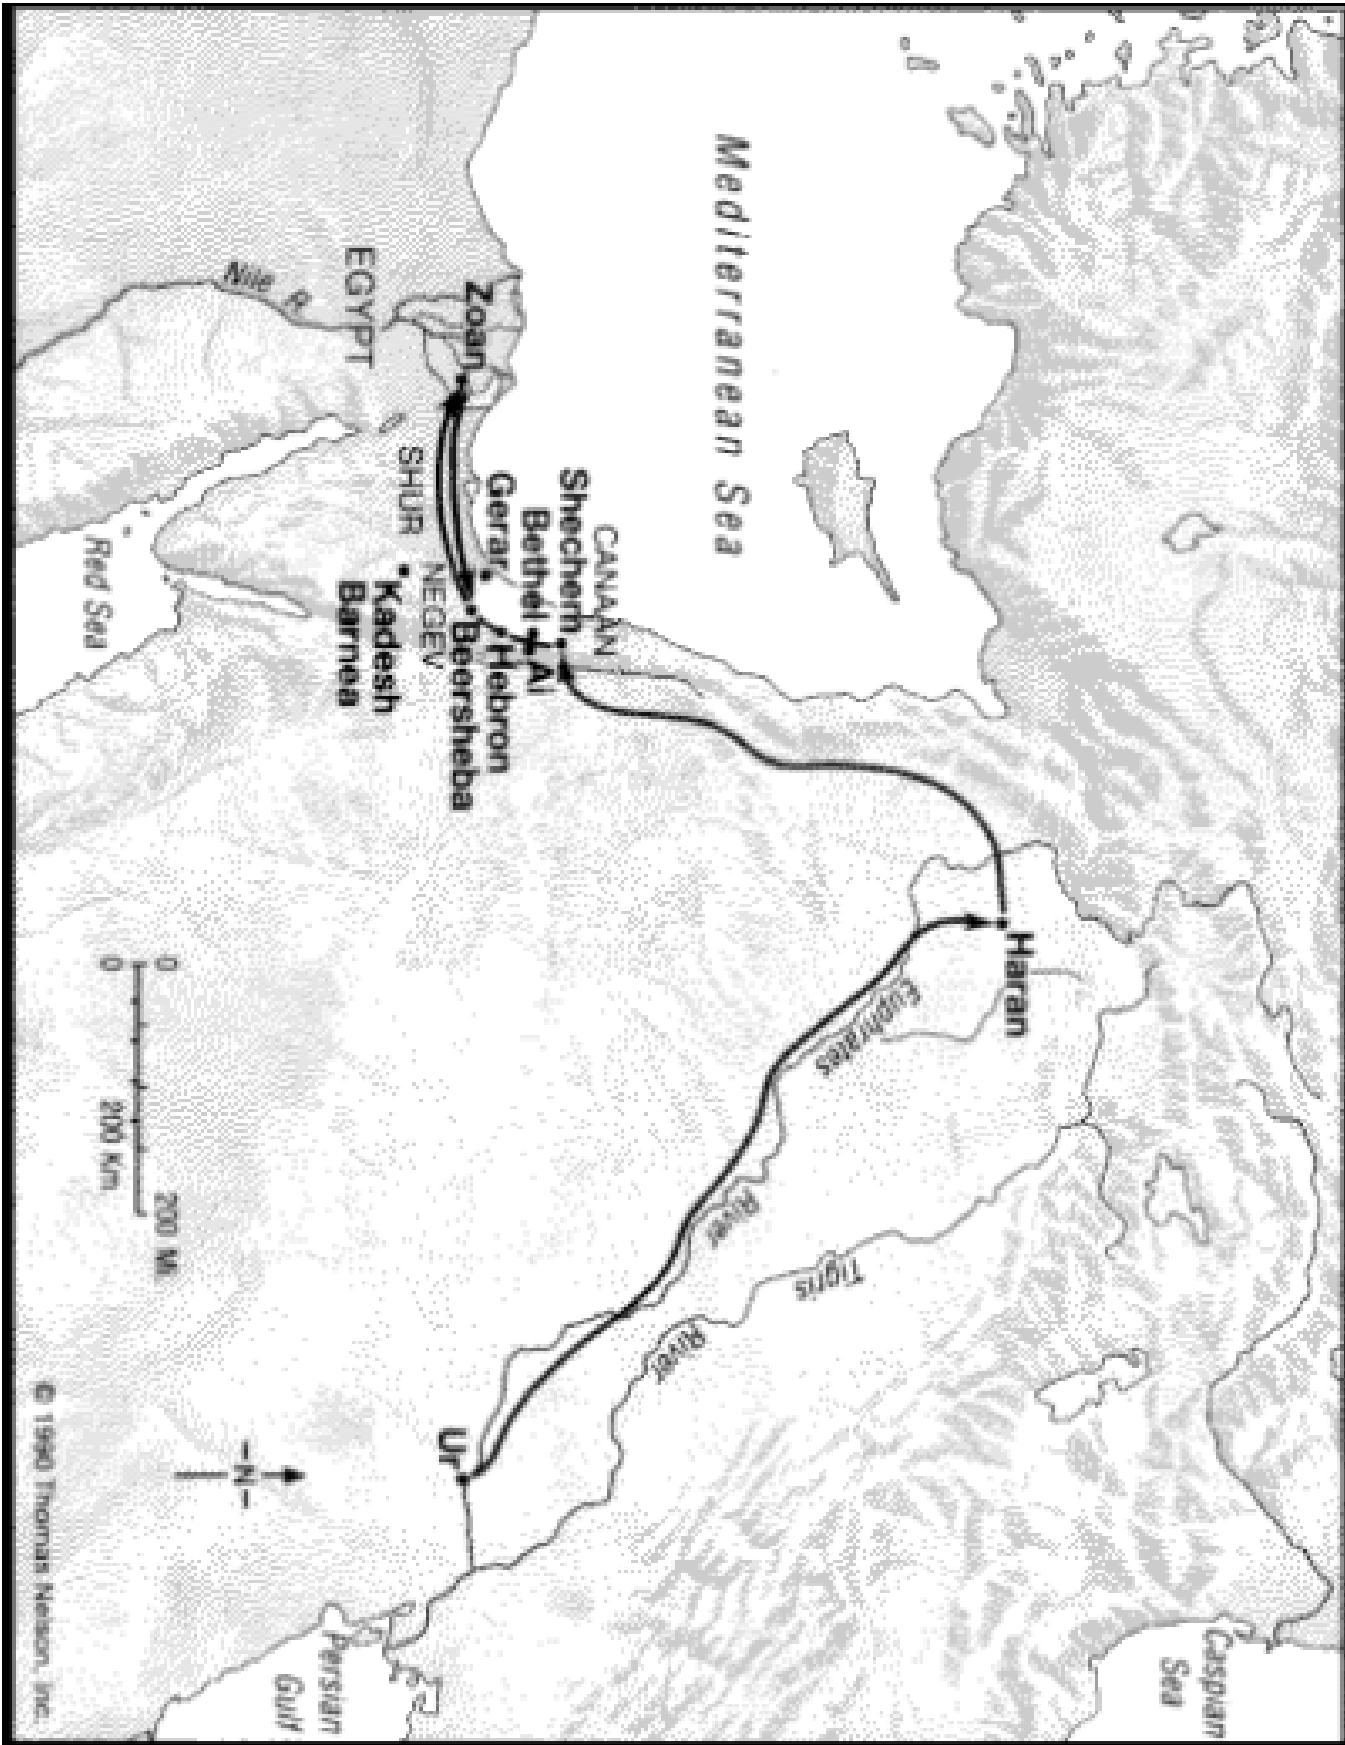 Mediterranean Sea
Caspian
Sea
Haran
Euphrates
River
Tigris
River
CANAAN
Shechem
Bethel
Ai
Gerar
Hebron
Beersheba
NEGEV
Zoan
SHUR
Kadesh
Barnea
EGYPT
Nile R.
Red Sea
Ur
Persian
Gulf
-N-
0 200 Mi.
0 200 Km.
© 1990 Thomas Nelson, Inc.